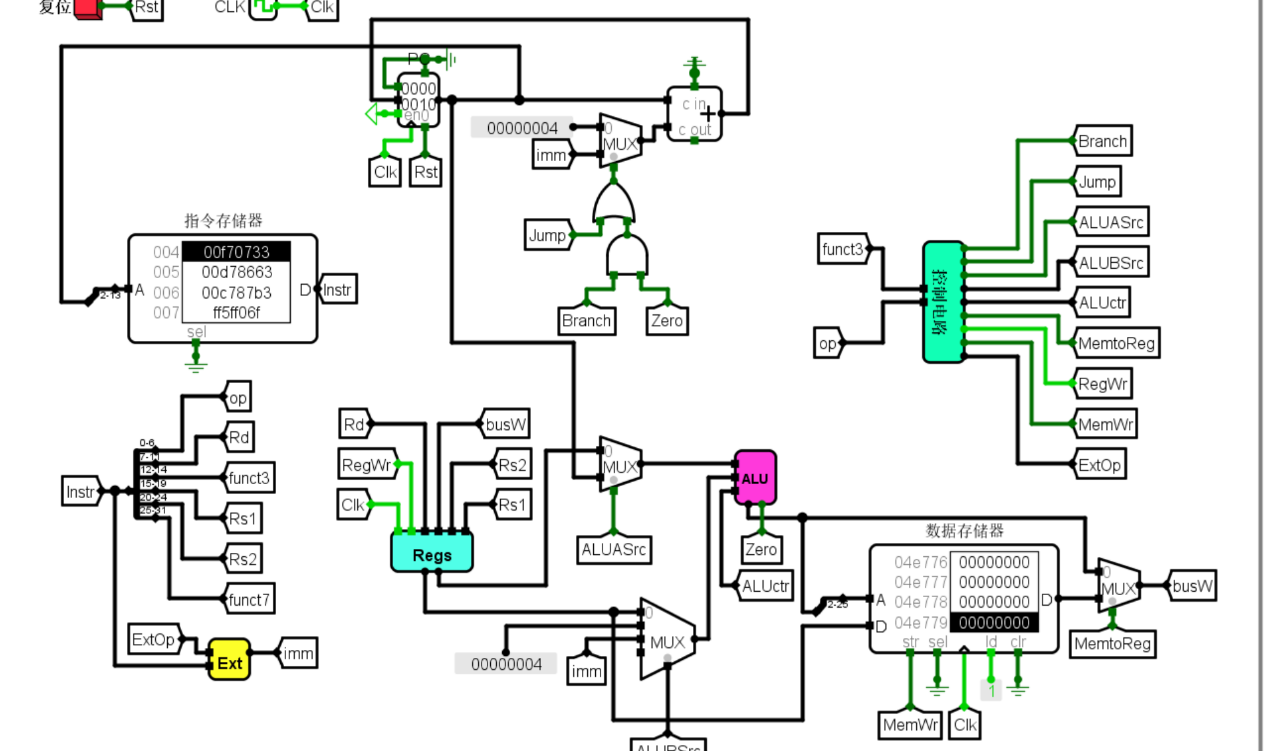 复位
Rst
CLK
Clk
PC
0000
0010
en0
Clk
Rst
00000004
imm
0
MUX
c in
+
c out
Jump
Branch
Zero
指令存储器
004 00f70733
005 00d78663
006 00c787b3
007 ff5ff06f
2-13
A
D
sel
Instr
funct3
op
控制电路
Branch
Jump
ALUASrc
ALUBSrc
ALUctr
MemtoReg
RegWr
MemWr
ExtOp
Instr
0-6
7-11
12-14
15-19
20-24
25-31
op
Rd
funct3
Rs1
Rs2
funct7
ExtOp
Ext
imm
Rd
RegWr
Clk
busW
Rs2
Rs1
Regs
0
MUX
ALUASrc
ALU
Zero
ALUctr
00000004
imm
0
MUX
ALUBSrc
数据存储器
04e776 00000000
04e777 00000000
04e778 00000000
04e779 00000000
2-25
A
D
D
str sel ld clr
1
MemWr
Clk
0
MUX
MemtoReg
busW